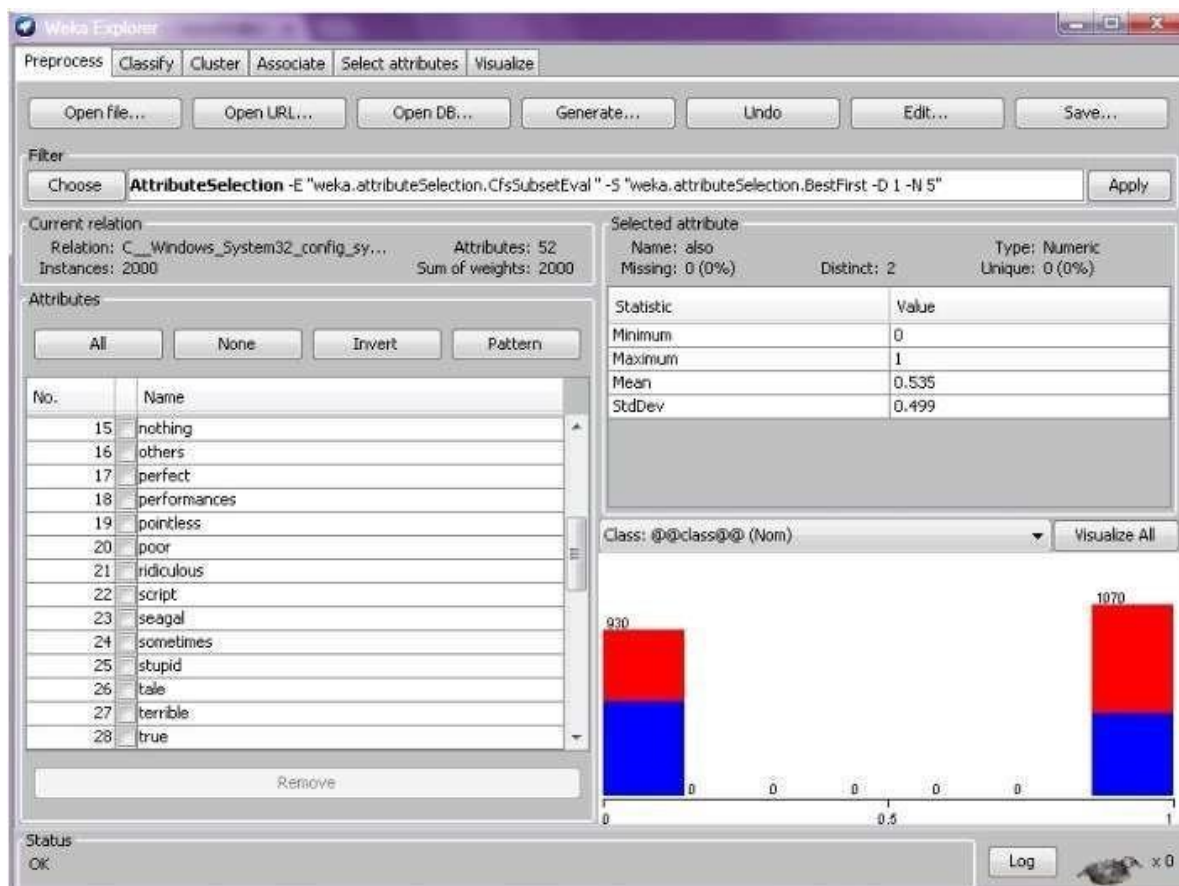 Weka Explorer
Preprocess Classify Cluster Associate Select attributes Visualize
Open file... Open URL... Open DB... Generate... Undo Edit... Save...
Filter
Choose AttributeSelection -E "weka.attributeSelection.CfsSubsetEval " -S "weka.attributeSelection.BestFirst -D 1 -N 5" Apply
Current relation
Relation: C__Windows_System32_config_sy... Attributes: 52
Instances: 2000 Sum of weights: 2000
Attributes
All None Invert Pattern
No. Name
15 nothing
16 others
17 perfect
18 performances
19 pointless
20 poor
21 ridiculous
22 script
23 seagal
24 sometimes
25 stupid
26 tale
27 terrible
28 true
Remove
Selected attribute
Name: also Type: Numeric
Missing: 0 (0%) Distinct: 2 Unique: 0 (0%)
Statistic Value
Minimum 0
Maximum 1
Mean 0.535
StdDev 0.499
Class: @@class@@ (Nom) Visualize All
930 0 0 0 0 0 1070
0 0.5 1
Status
OK
Log x 0